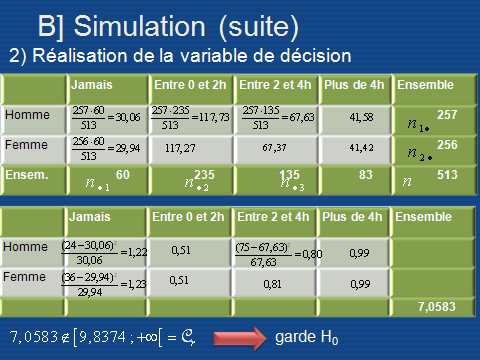 B] Simulation (suite)
2) Réalisation de la variable de décision
Jamais Entre 0 et 2h Entre 2 et 4h Plus de 4h Ensemble
Homme 257·60/513=30,06 257·235/513=117,73 257·135/513=67,63 41,58 n1• 257
Femme 256·60/513=29,94 117,27 67,37 41,42 n2• 256
Ensem. n•1 60 n•2 235 n•3 135 83 n 513
Jamais Entre 0 et 2h Entre 2 et 4h Plus de 4h Ensemble
Homme (24−30,06)²/30,06=1,22 0,51 (75−67,63)²/67,63=0,80 0,99
Femme (36−29,94)²/29,94=1,23 0,51 0,81 0,99
7,0583
7,0583 ∉ [9,8374 ; +∞[ = 𝒞r garde H0